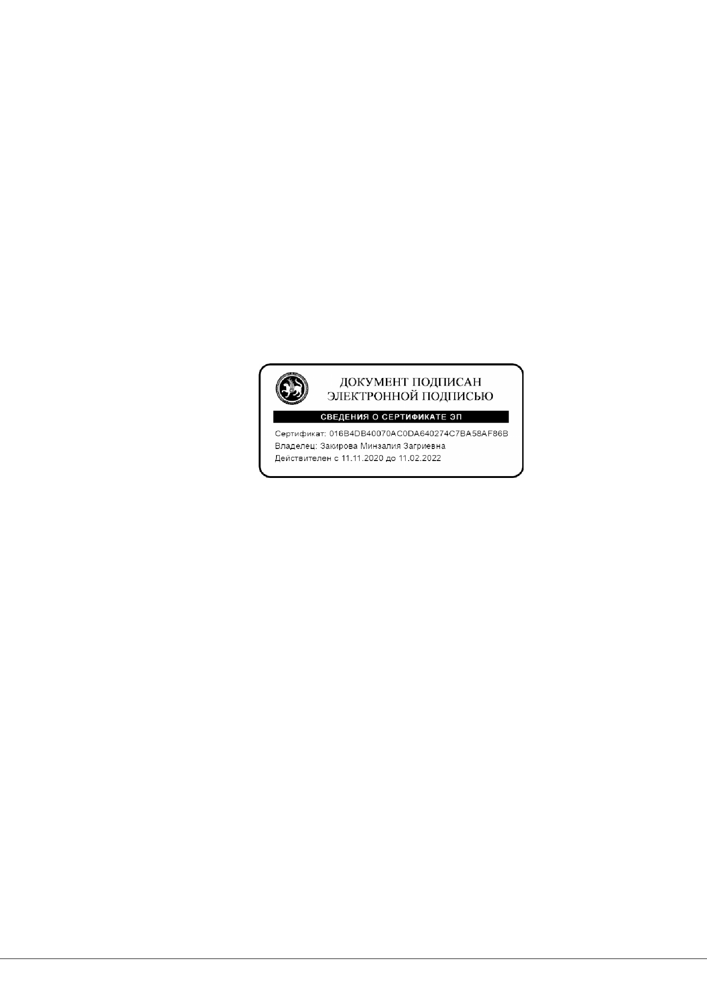 ДОКУМЕНТ ПОДПИСАН
ЭЛЕКТРОННОЙ ПОДПИСЬЮ
СВЕДЕНИЯ О СЕРТИФИКАТЕ ЭП
Сертификат: 016B4DB40070AC0DA640274C7BA58AF86B
Владелец: Закирова Минзалия Загриевна
Действителен с 11.11.2020 до 11.02.2022